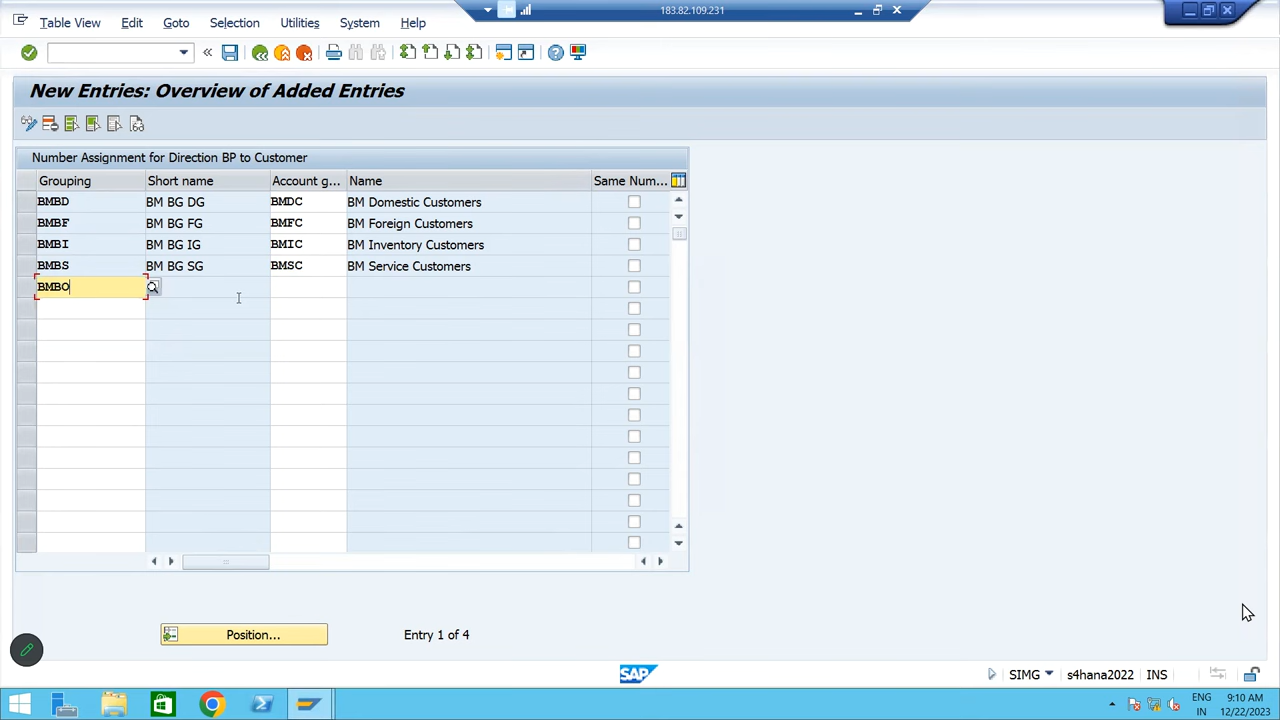 183.82.109.231
Table View Edit Goto Selection Utilities System Help
New Entries: Overview of Added Entries
Number Assignment for Direction BP to Customer
Grouping Short name Account g... Name Same Num...
BMBD BM BG DG BMDC BM Domestic Customers
BMBF BM BG FG BMFC BM Foreign Customers
BMBI BM BG IG BMIC BM Inventory Customers
BMBS BM BG SG BMSC BM Service Customers
BMBO
Position... Entry 1 of 4
SAP SIMG s4hana2022 INS
ENG 9:10 AM
IN 12/22/2023